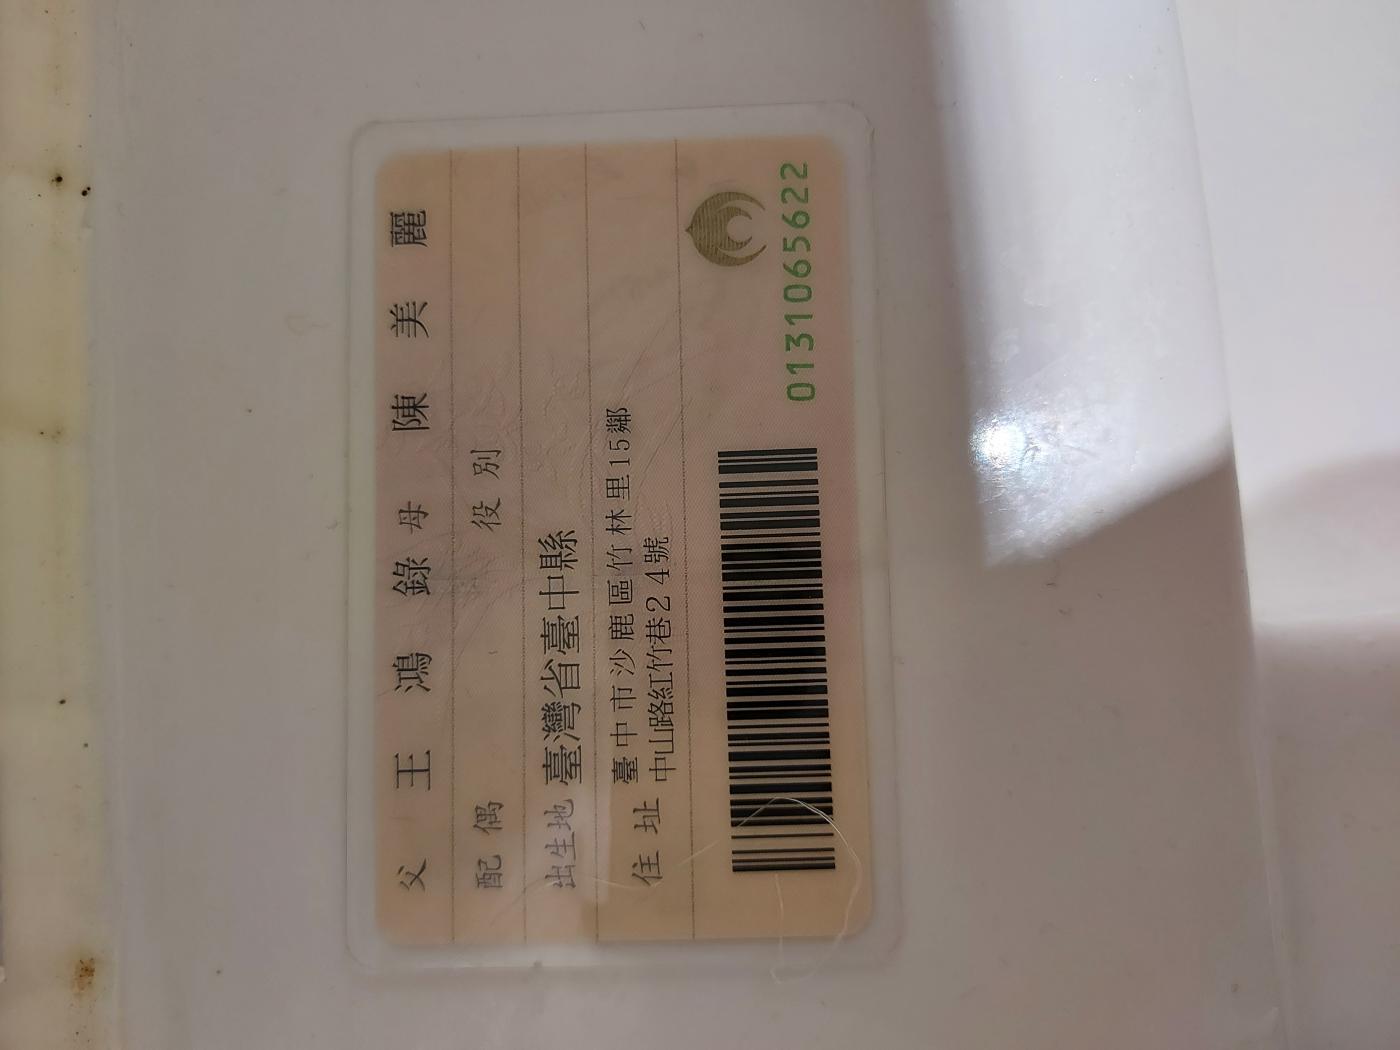 父 王 鴻 錄 母 陳 美 麗
配 偶 役 別
出生地 臺灣省臺中縣
住 址 臺中市沙鹿區竹林里15鄰
中山路紅竹巷24號
0131065622